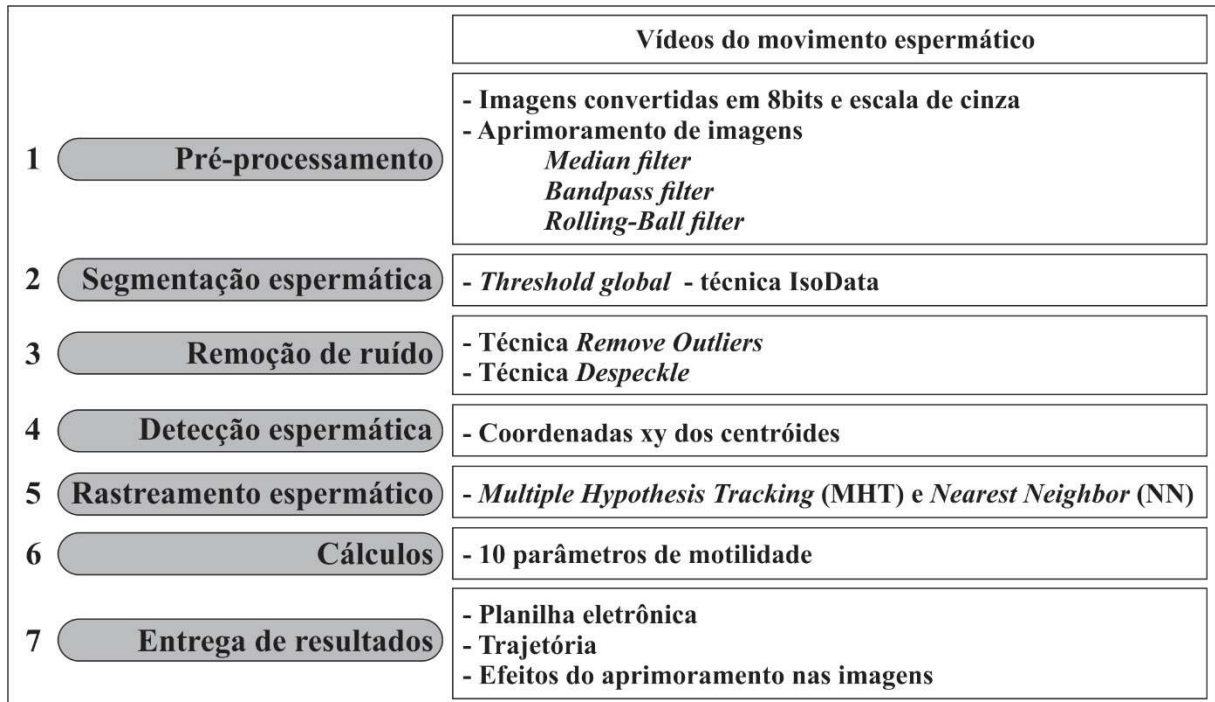 Vídeos do movimento espermático
1 Pré-processamento
- Imagens convertidas em 8bits e escala de cinza
- Aprimoramento de imagens
Median filter
Bandpass filter
Rolling-Ball filter
2 Segmentação espermática
- Threshold global - técnica IsoData
3 Remoção de ruído
- Técnica Remove Outliers
- Técnica Despeckle
4 Detecção espermática
- Coordenadas xy dos centróides
5 Rastreamento espermático
- Multiple Hypothesis Tracking (MHT) e Nearest Neighbor (NN)
6 Cálculos
- 10 parâmetros de motilidade
7 Entrega de resultados
- Planilha eletrônica
- Trajetória
- Efeitos do aprimoramento nas imagens